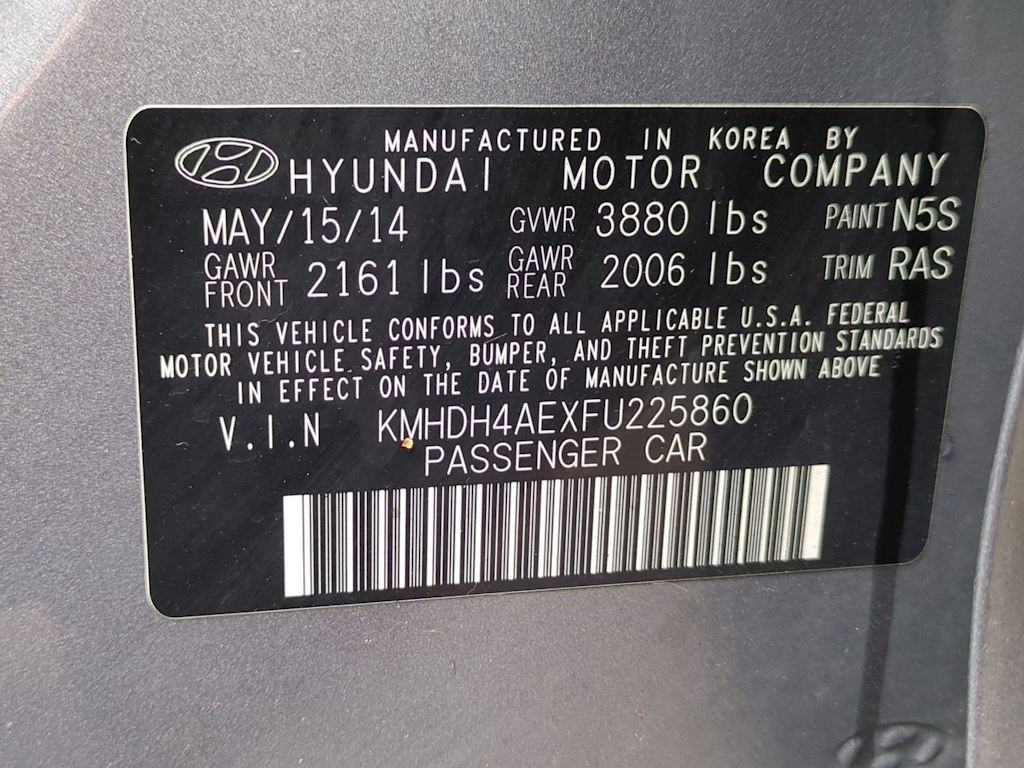 MANUFACTURED IN KOREA BY
HYUNDAI MOTOR COMPANY
MAY/15/14 GVWR 3880 lbs PAINT N5S
GAWR FRONT 2161 lbs GAWR REAR 2006 lbs TRIM RAS
THIS VEHICLE CONFORMS TO ALL APPLICABLE U.S.A. FEDERAL
MOTOR VEHICLE SAFETY, BUMPER, AND THEFT PREVENTION STANDARDS
IN EFFECT ON THE DATE OF MANUFACTURE SHOWN ABOVE
V.I.N KMHDH4AEXFU225860
PASSENGER CAR